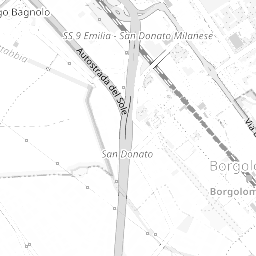 go Bagnolo
SS 9 Emilia - San Donato Milanese
Autostrada del Sole
San Donato
Via E
Borgolo
Borgolom